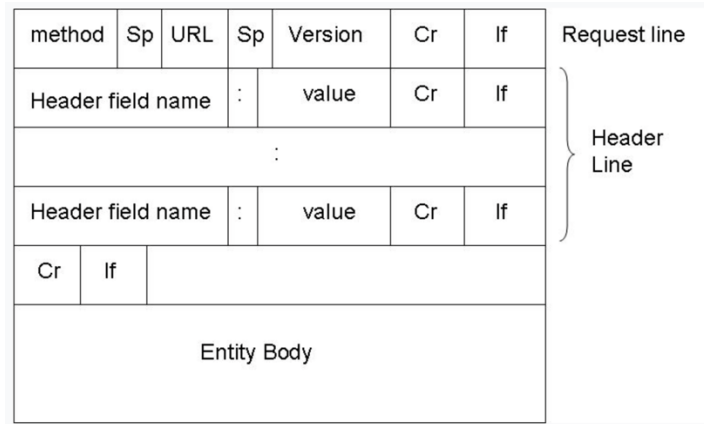 method Sp URL Sp Version Cr lf Request line
Header field name : value Cr lf
:
Header
Line
Header field name : value Cr lf
Cr lf
Entity Body